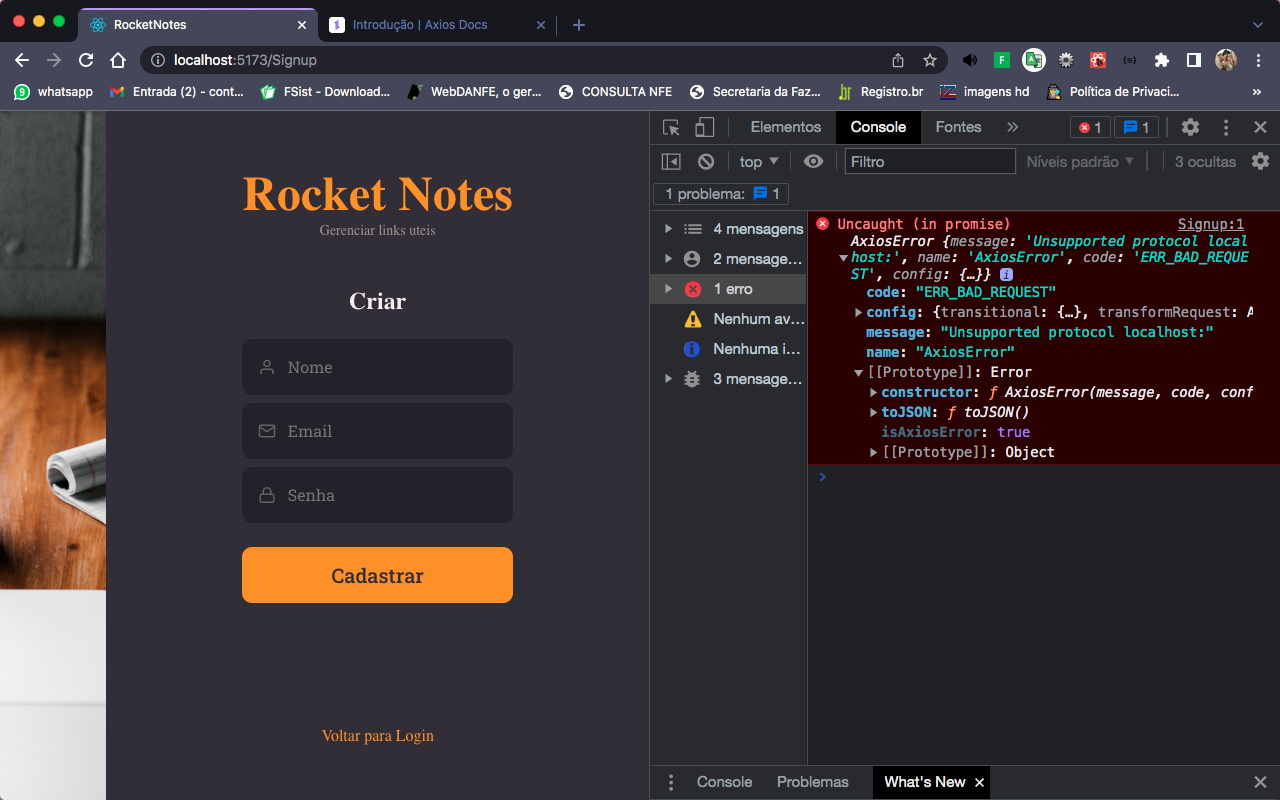 RocketNotes
Introdução | Axios Docs
localhost:5173/Signup
whatsapp
Entrada (2) - cont...
FSist - Download...
WebDANFE, o ger...
CONSULTA NFE
Secretaria da Faz...
Registro.br
imagens hd
Política de Privaci...
»
Rocket Notes
Gerenciar links uteis
Criar
Nome
Email
Senha
Cadastrar
Voltar para Login
Elementos
Console
Fontes
»
1
1
top
Filtro
Níveis padrão
3 ocultas
1 problema:
1
4 mensagens
2 mensage...
1 erro
Nenhum av...
Nenhuma i...
3 mensage...
Uncaught (in promise)
Signup:1
AxiosError {message: 'Unsupported protocol local
host:', name: 'AxiosError', code: 'ERR_BAD_REQUE
ST', config: {…}}
code: "ERR_BAD_REQUEST"
config: {transitional: {…}, transformRequest: A
message: "Unsupported protocol localhost:"
name: "AxiosError"
[[Prototype]]: Error
constructor: ƒ AxiosError(message, code, conf
toJSON: ƒ toJSON()
isAxiosError: true
[[Prototype]]: Object
Console
Problemas
What's New